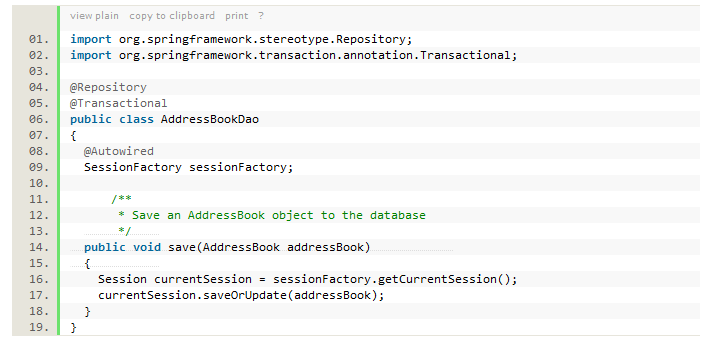 view plain copy to clipboard print ?
01. import org.springframework.stereotype.Repository;
02. import org.springframework.transaction.annotation.Transactional;
03.
04. @Repository
05. @Transactional
06. public class AddressBookDao
07. {
08.   @Autowired
09.   SessionFactory sessionFactory;
10.
11.       /**
12.        * Save an AddressBook object to the database
13.        */
14.   public void save(AddressBook addressBook)
15.   {
16.     Session currentSession = sessionFactory.getCurrentSession();
17.     currentSession.saveOrUpdate(addressBook);
18.   }
19. }